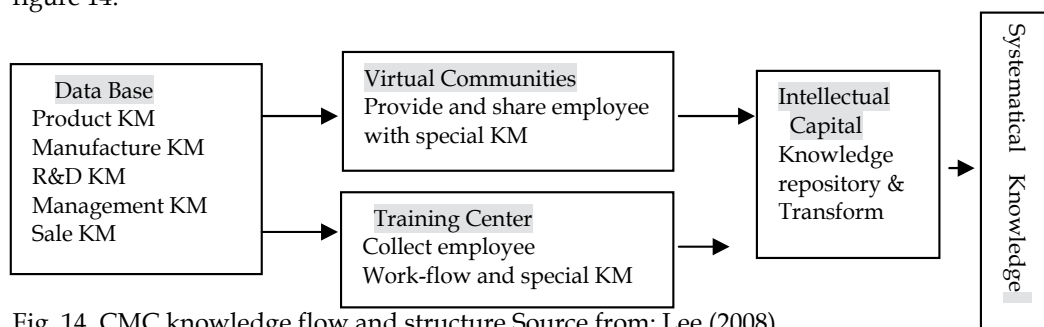 figure 14.
Data Base
Product KM
Manufacture KM
R&D KM
Management KM
Sale KM
Virtual Communities
Provide and share employee
with special KM
Training Center
Collect employee
Work-flow and special KM
Intellectual
Capital
Knowledge
repository &
Transform
Systematical Knowledge
Fig. 14. CMC knowledge flow and structure Source from: Lee (2008)